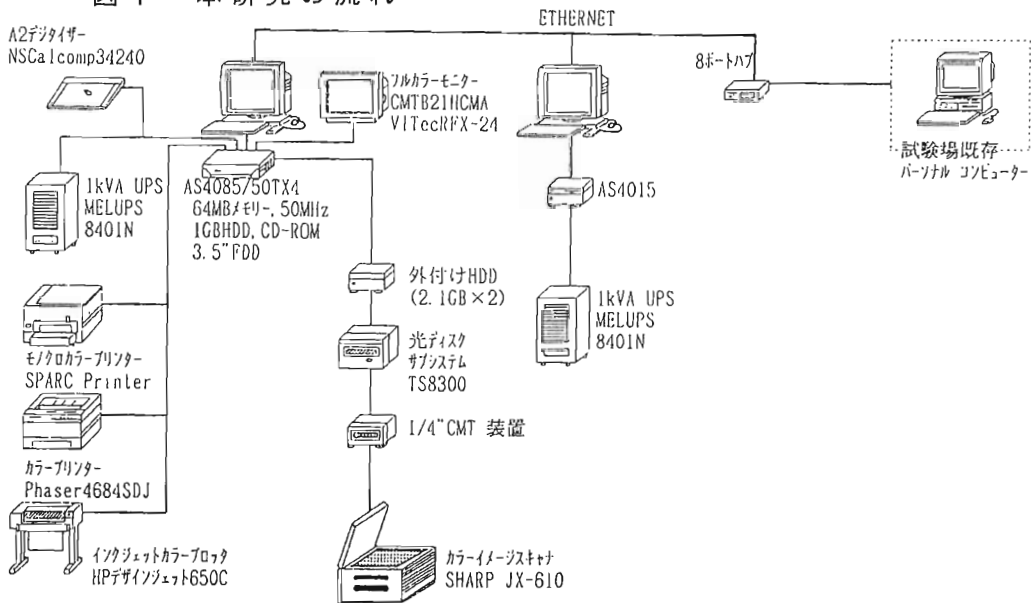 図1 本研究の流れ
ETHERNET
A2デジタイザー
NSCalcomp34240
フルカラーモニター
CMTB21HCMA
VITecRFX-24
8ポートハブ
試験場既存
パーソナル コンピューター
1kVA UPS
MELUPS
8401N
AS4085/50TX4
64MBメモリー, 50MHz
1GBHDD, CD-ROM
3.5"FDD
AS4015
外付けHDD
(2.1GB×2)
1kVA UPS
MELUPS
8401N
光ディスク
サブシステム
TS8300
モノクロカラープリンター
SPARC Printer
1/4"CMT 装置
カラープリンター
Phaser4684SDJ
インクジェットカラープロッタ
HPデザインジェット650C
カラーイメージスキャナ
SHARP JX-610